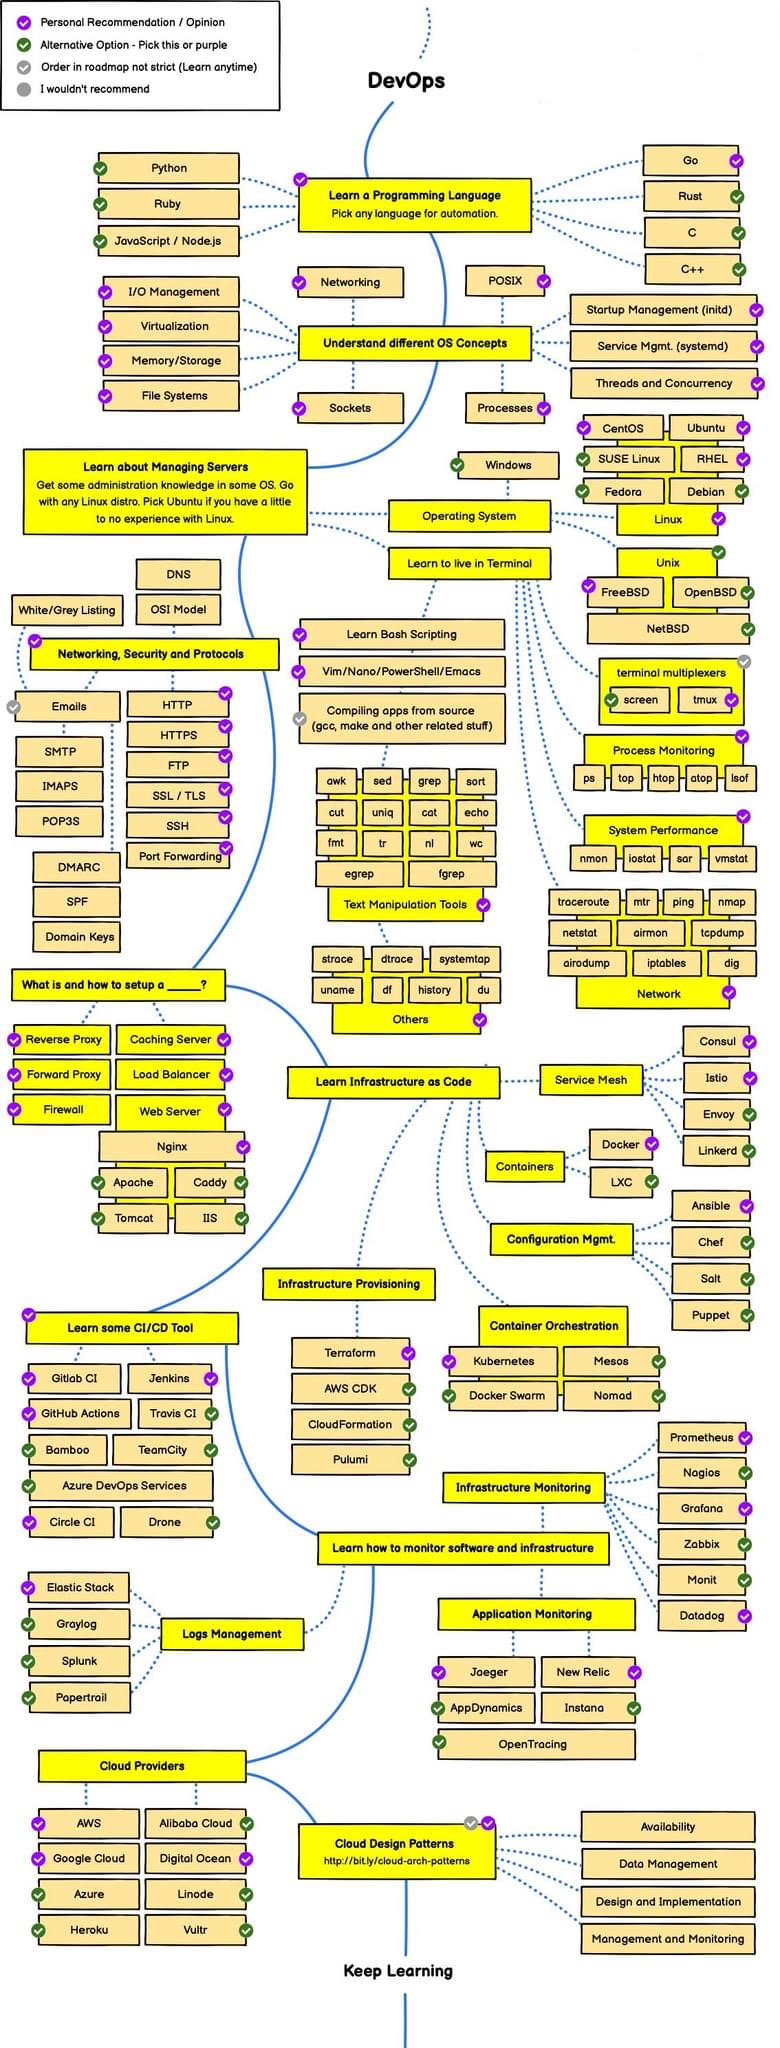 Personal Recommendation / Opinion
Alternative Option - Pick this or purple
Order in roadmap not strict (Learn anytime)
I wouldn't recommend
DevOps
Learn a Programming Language
Pick any language for automation.
Python
Ruby
JavaScript / Node.js
Go
Rust
C
C++
Understand different OS Concepts
I/O Management
Virtualization
Memory/Storage
File Systems
Networking
Sockets
POSIX
Processes
Startup Management (initd)
Service Mgmt. (systemd)
Threads and Concurrency
Learn about Managing Servers
Get some administration knowledge in some OS. Go
with any Linux distro. Pick Ubuntu if you have a little
to no experience with Linux.
Operating System
Windows
CentOS
Ubuntu
SUSE Linux
RHEL
Fedora
Debian
Linux
Unix
FreeBSD
OpenBSD
NetBSD
Learn to live in Terminal
Learn Bash Scripting
Vim/Nano/PowerShell/Emacs
Compiling apps from source
(gcc, make and other related stuff)
awk
sed
grep
sort
cut
uniq
cat
echo
fmt
tr
nl
wc
egrep
fgrep
Text Manipulation Tools
strace
dtrace
systemtap
uname
df
history
du
Others
terminal multiplexers
screen
tmux
Process Monitoring
ps
top
htop
atop
lsof
System Performance
nmon
iostat
sar
vmstat
traceroute
mtr
ping
nmap
netstat
airmon
tcpdump
airodump
iptables
dig
Network
DNS
OSI Model
White/Grey Listing
Networking, Security and Protocols
Emails
SMTP
IMAPS
POP3S
DMARC
SPF
Domain Keys
HTTP
HTTPS
FTP
SSL / TLS
SSH
Port Forwarding
What is and how to setup a ______?
Reverse Proxy
Caching Server
Forward Proxy
Load Balancer
Firewall
Web Server
Nginx
Apache
Caddy
Tomcat
IIS
Learn Infrastructure as Code
Service Mesh
Consul
Istio
Envoy
Linkerd
Containers
Docker
LXC
Configuration Mgmt.
Ansible
Chef
Salt
Puppet
Container Orchestration
Kubernetes
Mesos
Docker Swarm
Nomad
Infrastructure Provisioning
Terraform
AWS CDK
CloudFormation
Pulumi
Learn some CI/CD Tool
Gitlab CI
Jenkins
GitHub Actions
Travis CI
Bamboo
TeamCity
Azure DevOps Services
Circle CI
Drone
Learn how to monitor software and infrastructure
Infrastructure Monitoring
Prometheus
Nagios
Grafana
Zabbix
Monit
Datadog
Application Monitoring
Jaeger
New Relic
AppDynamics
Instana
OpenTracing
Logs Management
Elastic Stack
Graylog
Splunk
Papertrail
Cloud Providers
AWS
Alibaba Cloud
Google Cloud
Digital Ocean
Azure
Linode
Heroku
Vultr
Cloud Design Patterns
http://bit.ly/cloud-arch-patterns
Availability
Data Management
Design and Implementation
Management and Monitoring
Keep Learning